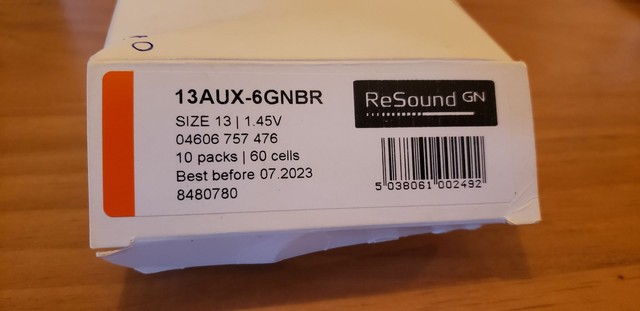 13AUX-6GNBR
SIZE 13 | 1.45V
04606 757 476
10 packs | 60 cells
Best before 07.2023
8480780
ReSound GN
5 038061 002492